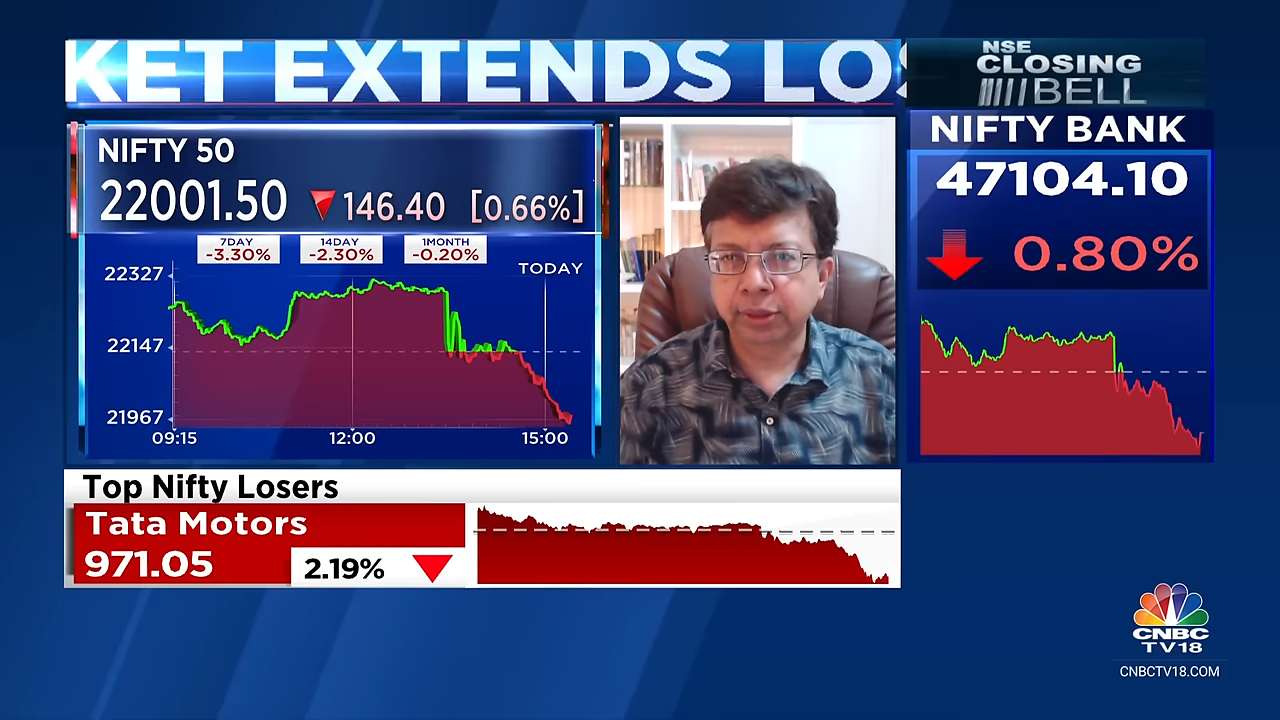 KET EXTENDS LOS
NSE
CLOSING
BELL
NIFTY 50
22001.50 146.40 [0.66%]
7DAY
-3.30%
14DAY
-2.30%
1MONTH
-0.20%
TODAY
22327
22147
21967
09:15 12:00 15:00
NIFTY BANK
47104.10
0.80%
Top Nifty Losers
Tata Motors
971.05 2.19%
CNBC
TV18
CNBCTV18.COM